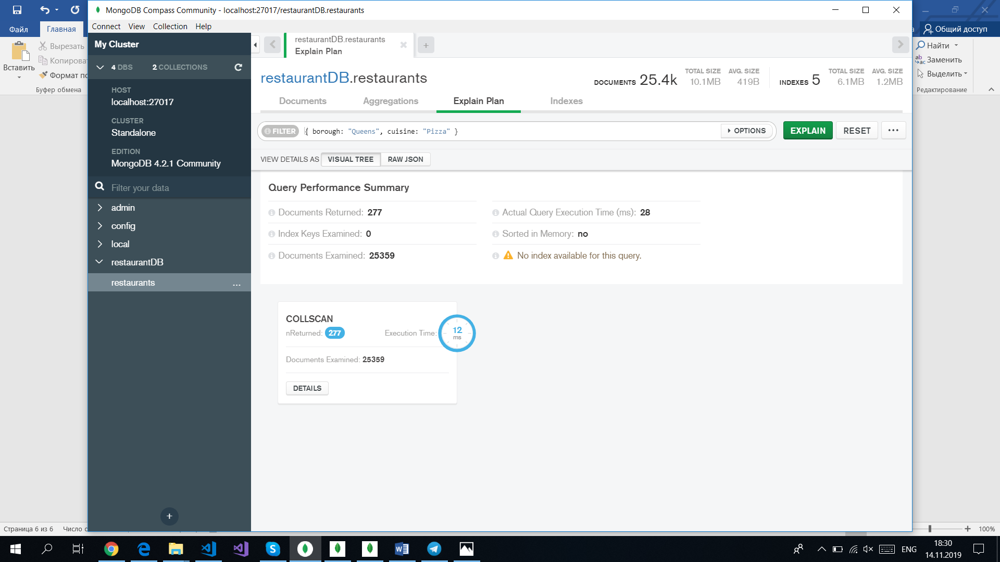 MongoDB Compass Community - localhost:27017/restaurantDB.restaurants
Connect View Collection Help
Файл
Главная
Общий доступ
Вставить
Вырезать
Буфер обмена
Найти
Заменить
Выделить
Редактирование
My Cluster
4 DBS 2 COLLECTIONS
HOST
localhost:27017
CLUSTER
Standalone
EDITION
MongoDB 4.2.1 Community
Filter your data
admin
config
local
restaurantDB
restaurants ...
+
restaurantDB.restaurants
Explain Plan
+
restaurantDB.restaurants
DOCUMENTS 25.4k
TOTAL SIZE 10.1MB
AVG. SIZE 419B
INDEXES 5
TOTAL SIZE 6.1MB
AVG. SIZE 1.2MB
Documents Aggregations Explain Plan Indexes
FILTER { borough: "Queens", cuisine: "Pizza" }
OPTIONS
EXPLAIN
RESET
...
VIEW DETAILS AS VISUAL TREE RAW JSON
Query Performance Summary
Documents Returned: 277
Index Keys Examined: 0
Documents Examined: 25359
Actual Query Execution Time (ms): 28
Sorted in Memory: no
No index available for this query.
COLLSCAN
nReturned: 277 Execution Time: 12 ms
Documents Examined: 25359
DETAILS
Страница 6 из 6 Число
100%
ENG
18:30
14.11.2019